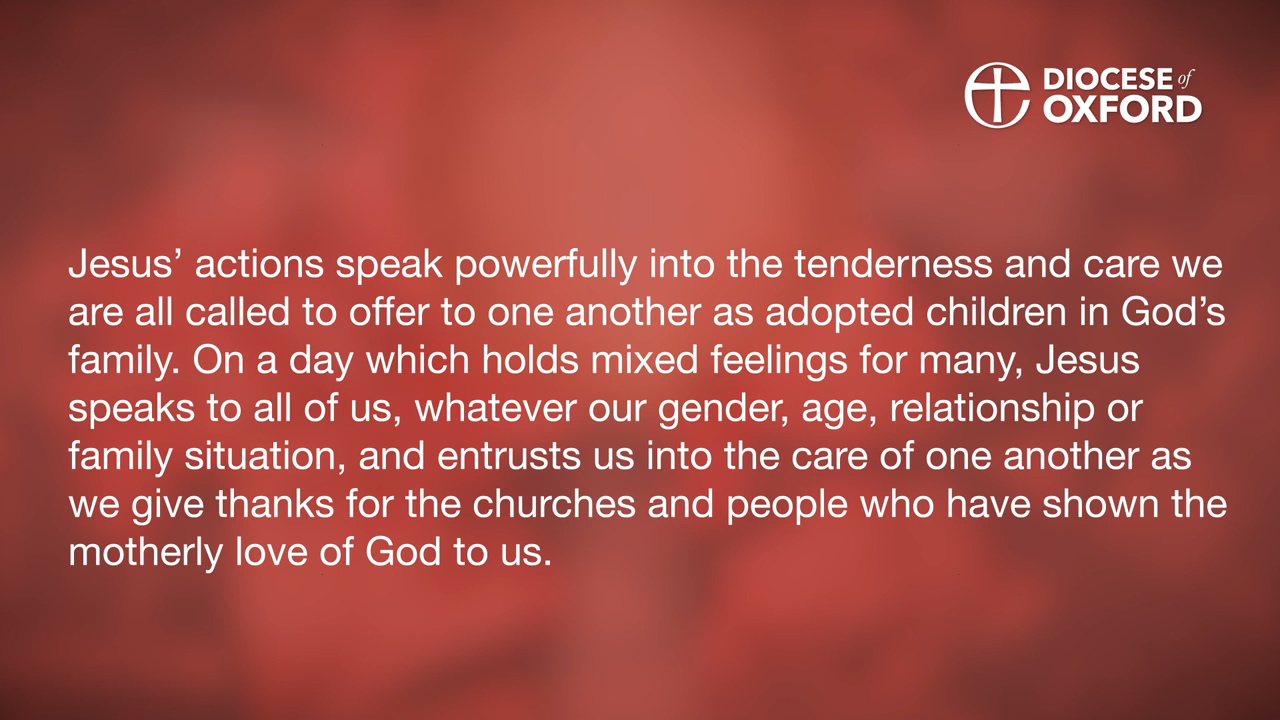 DIOCESE of
OXFORD
Jesus’ actions speak powerfully into the tenderness and care we
are all called to offer to one another as adopted children in God’s
family. On a day which holds mixed feelings for many, Jesus
speaks to all of us, whatever our gender, age, relationship or
family situation, and entrusts us into the care of one another as
we give thanks for the churches and people who have shown the
motherly love of God to us.